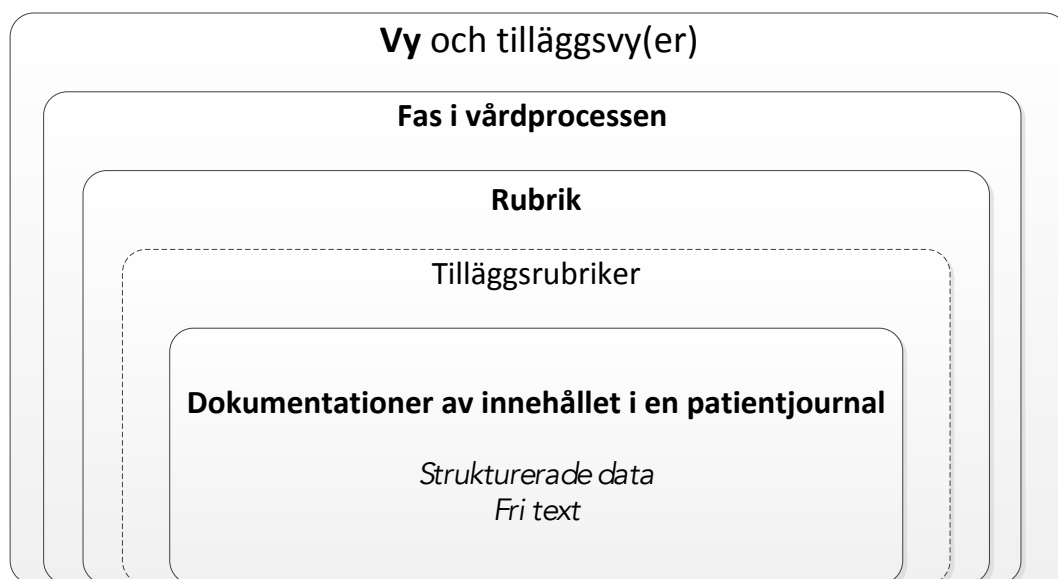 Vy och tilläggsvy(er)
Fas i vårdprocessen
Rubrik
Tilläggsrubriker
Dokumentationer av innehållet i en patientjournal
Strukturerade data
Fri text